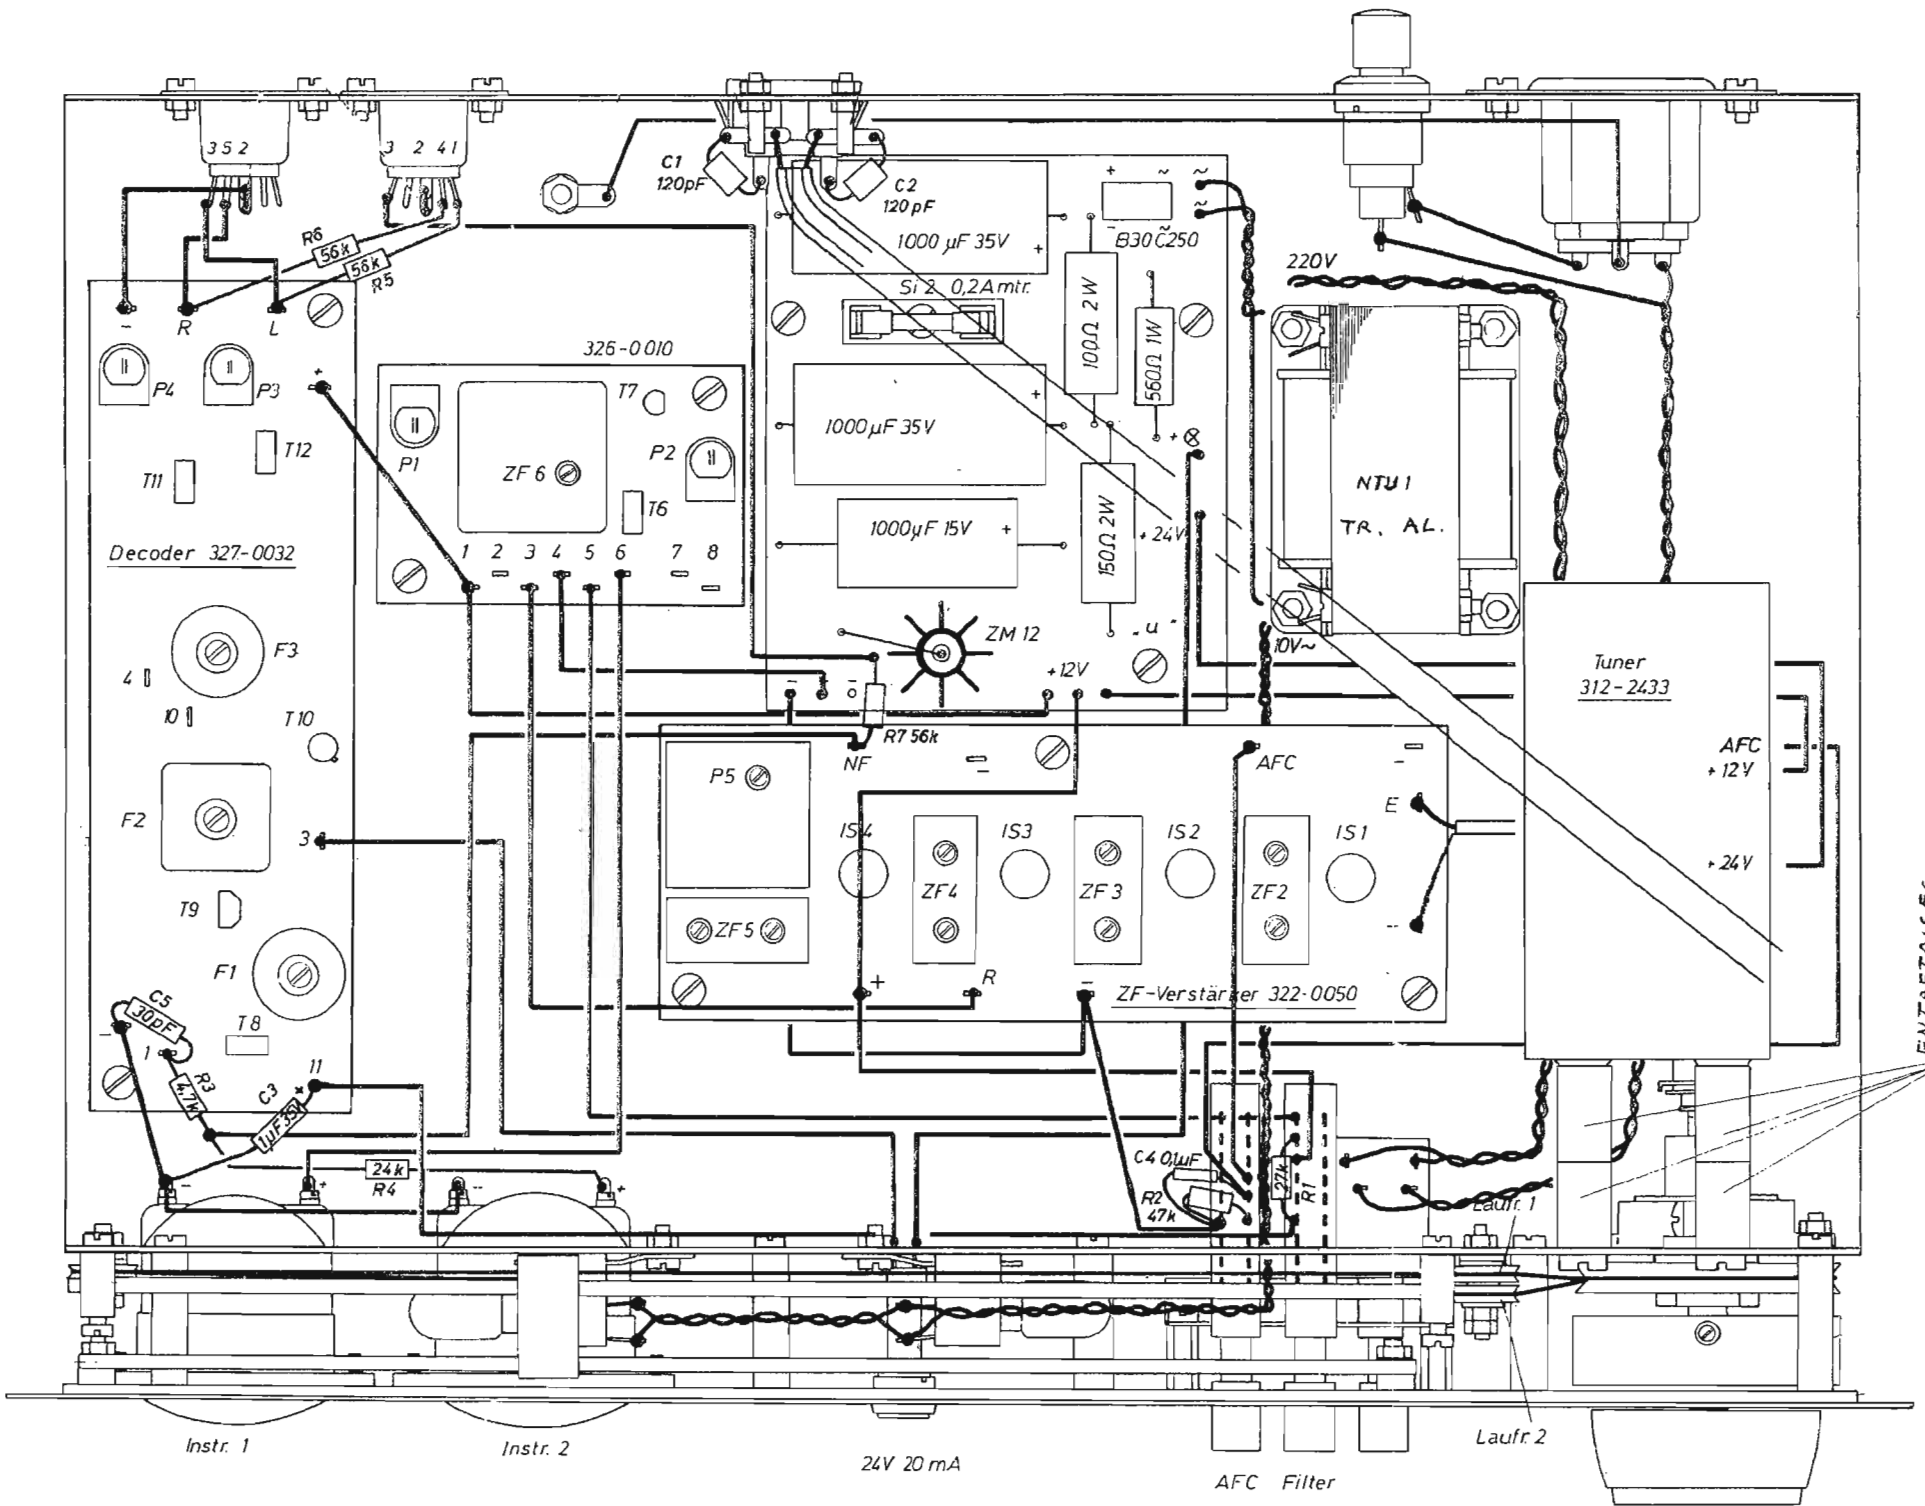 3 5 2
3 2 4 1
C1
120pF
C2
120 pF
1000 µF 35V
+
+ ~
- ~
~
~
B30C250
220V
R6
56k
56k
R5
- R L
Si 2 0,2A mtr.
100Ω 2W
560Ω 1W
P4
P3
+
326-0010
T7
P1
P2
ZF 6
T6
1000µF 35V
+
+ ⊗
T12
T11
NTU 1
TR. AL.
1000µF 15V
+
150Ω 2W
+ 24V
Decoder 327-0032
1 2 3 4 5 6 7 8
F3
4
10
T10
ZM 12
"u"
10V~
- -
+12V
Tuner
312-2433
R7 56k
NF
-
AFC
-
AFC
+ 12V
P5
F2
3
E
IS4
IS3
IS2
IS1
+ 24V
ZF4
ZF3
ZF2
T9
ZF5
-
F1
+
R
-
ZF-Verstärker 322-0050
C5
30pF
-
T8
1
R3
4,7k
C3
+
1µF35V
11
24k
R4
- +
- +
C4 0,1µF
R2
47k
27k
R1
Laufr. 1
Instr. 1
Instr. 2
24V 20mA
AFC Filter
Laufr. 2